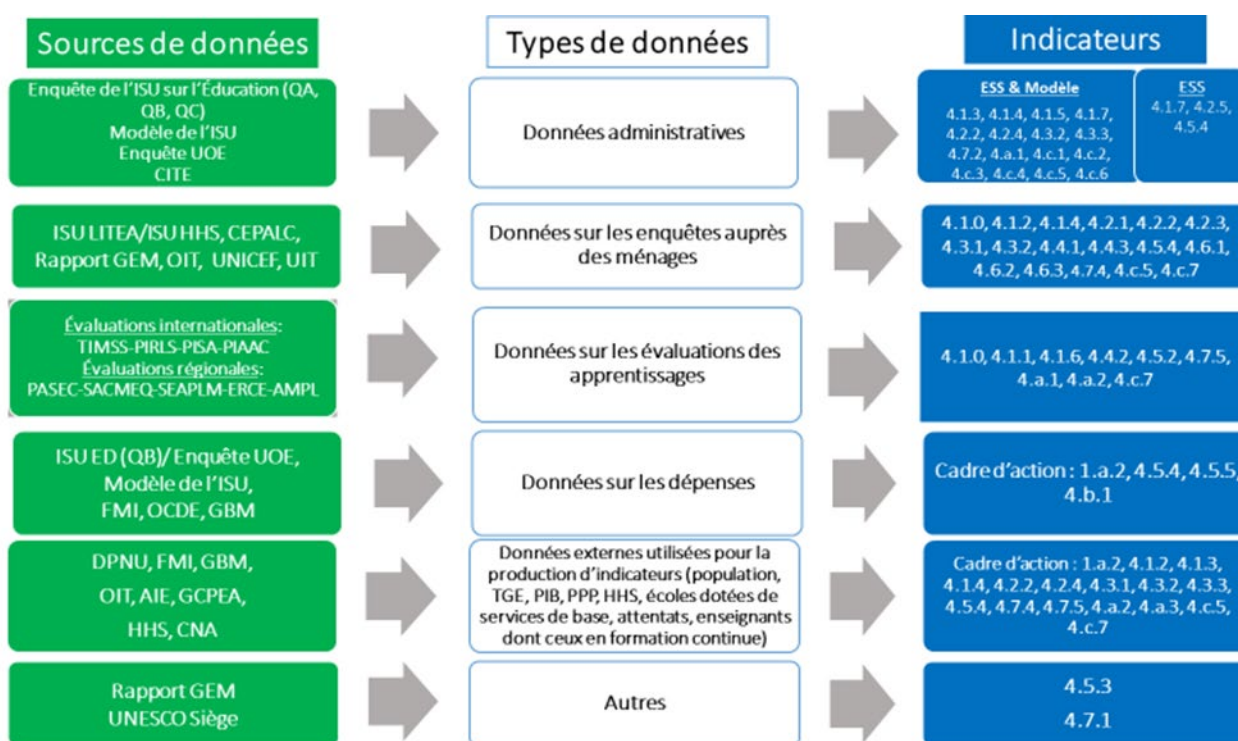 Sources de données
Types de données
Indicateurs
Enquête de l'ISU sur l'Éducation (QA,
QB, QC)
Modèle de l'ISU
Enquête UOE
CITE
Données administratives
ESS & Modèle
4.1.3, 4.1.4, 4.1.5, 4.1.7,
4.2.2, 4.2.4, 4.3.2, 4.3.3,
4.7.2, 4.a.1, 4.c.1, 4.c.2,
4.c.3, 4.c.4, 4.c.5, 4.c.6
ESS
4.1.7, 4.2.5,
4.5.4
ISU LITEA/ISU HHS, CEPALC,
Rapport GEM, OIT, UNICEF, UIT
Données sur les enquêtes auprès
des ménages
4.1.0, 4.1.2, 4.1.4, 4.2.1, 4.2.2, 4.2.3,
4.3.1, 4.3.2, 4.4.1, 4.4.3, 4.5.4, 4.6.1,
4.6.2, 4.6.3, 4.7.4, 4.c.5, 4.c.7
Évaluations internationales:
TIMSS-PIRLS-PISA-PIAAC
Évaluations régionales:
PASEC-SACMEQ-SEAPLM-ERCE-AMPL
Données sur les évaluations des
apprentissages
4.1.0, 4.1.1, 4.1.6, 4.4.2, 4.5.2, 4.7.5,
4.a.1, 4.a.2, 4.c.7
ISU ED (QB)/ Enquête UOE,
Modèle de l'ISU,
FMI, OCDE, GBM
Données sur les dépenses
Cadre d'action : 1.a.2, 4.5.4, 4.5.5,
4.b.1
DPNU, FMI, GBM,
OIT, AIE, GCPEA,
HHS, CNA
Données externes utilisées pour la
production d'indicateurs (population,
TGE, PIB, PPP, HHS, écoles dotées de
services de base, attentats, enseignants
dont ceux en formation continue)
Cadre d'action : 1.a.2, 4.1.2, 4.1.3,
4.1.4, 4.2.2, 4.2.4, 4.3.1, 4.3.2, 4.3.3,
4.5.4, 4.7.4, 4.7.5, 4.a.2, 4.a.3, 4.c.5,
4.c.7
Rapport GEM
UNESCO Siège
Autres
4.5.3
4.7.1